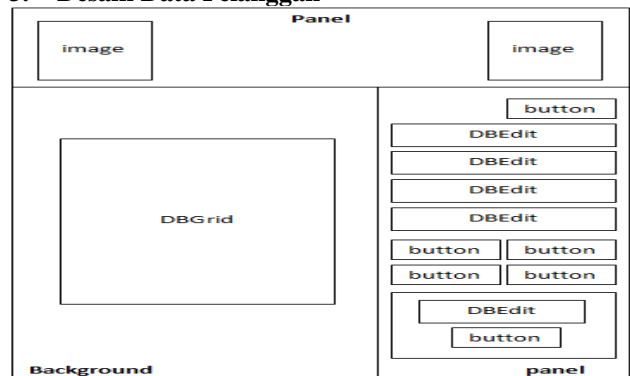 Panel
image
image
button
DBEdit
DBEdit
DBEdit
DBEdit
DBGrid
button button
button button
DBEdit
button
Background
panel